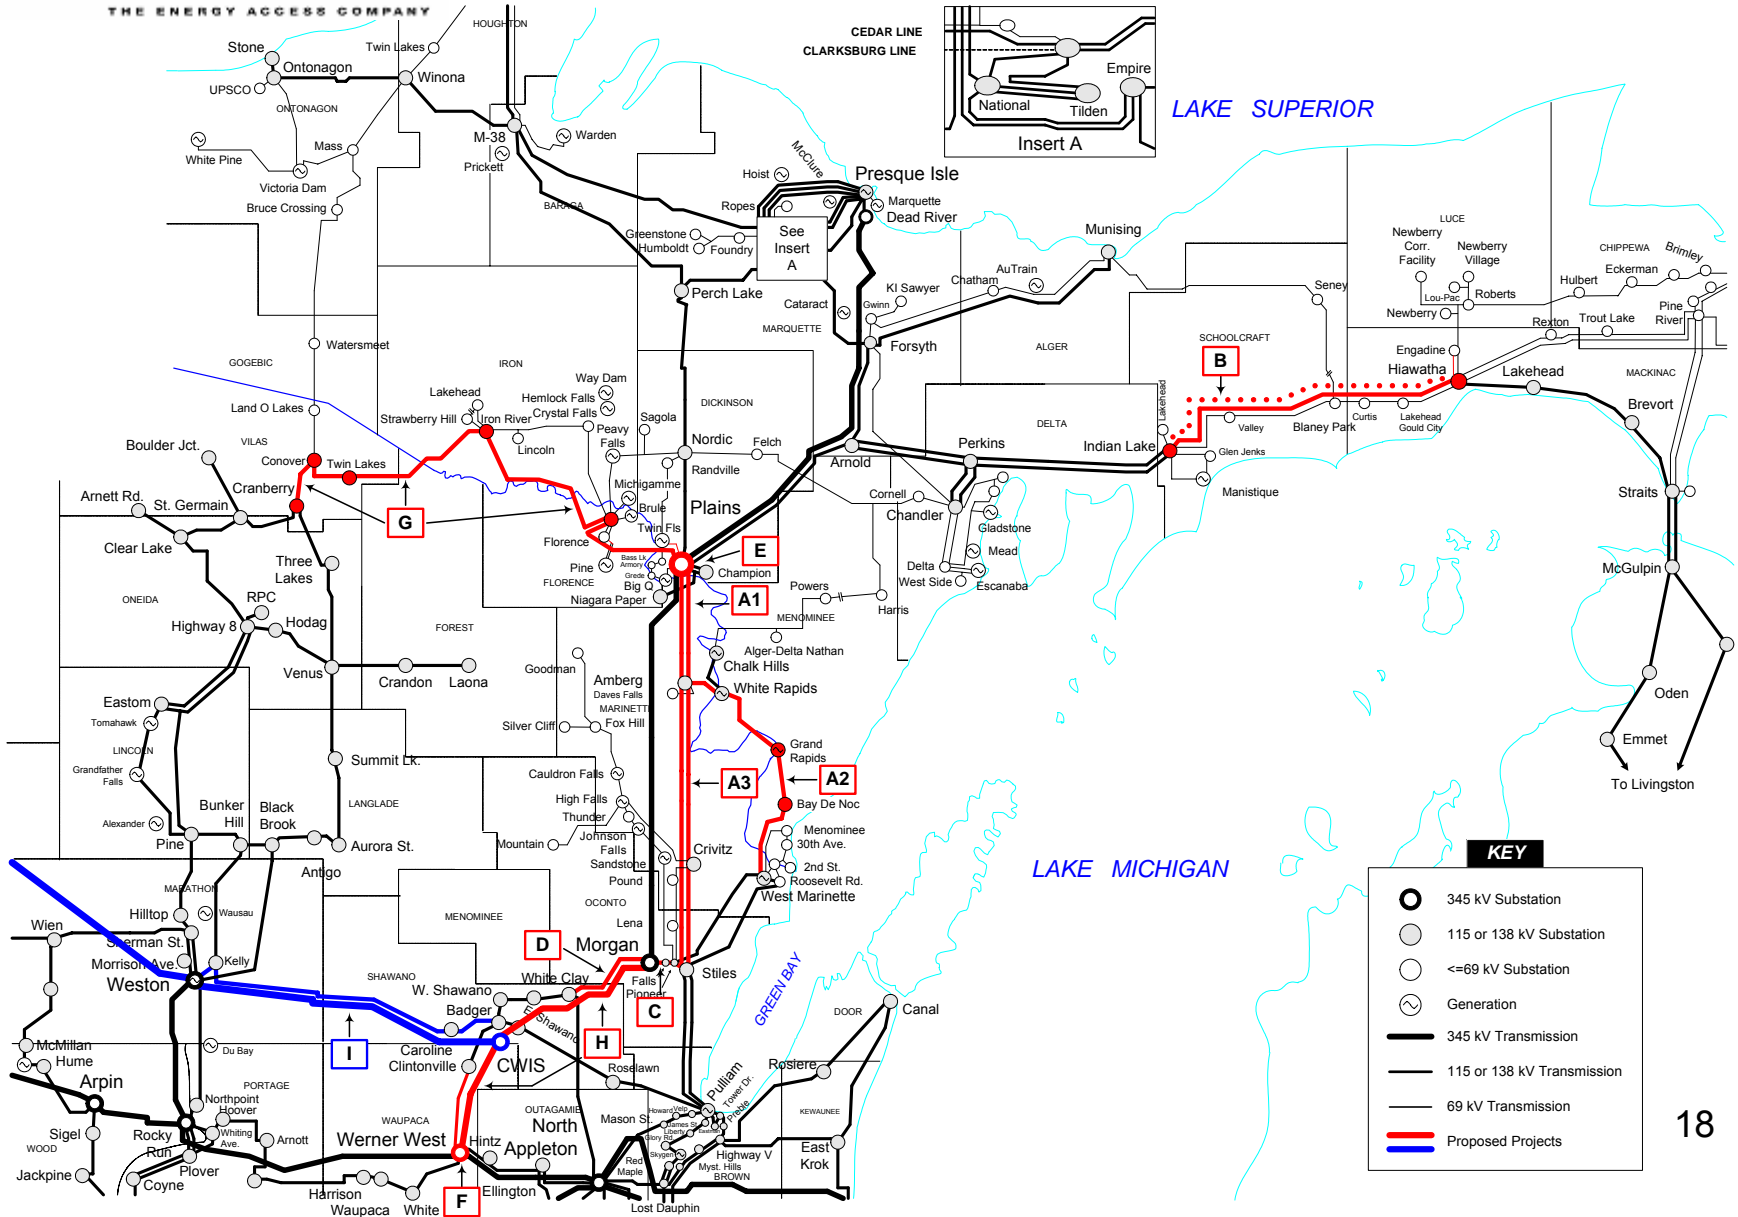 THE ENERGY ACCESS COMPANY
HOUGHTON
CEDAR LINE
CLARKSBURG LINE
National
Tilden
Empire
Insert A
LAKE SUPERIOR
Stone
Twin Lakes
Ontonagon
Winona
UPSCO
ONTONAGON
M-38
Warden
Prickett
White Pine
Mass
Victoria Dam
Bruce Crossing
BARAGA
Hoist
McClure
Presque Isle
Ropes
Marquette
Dead River
See
Insert
A
Greenstone
Humboldt
Foundry
Perch Lake
Cataract
MARQUETTE
Gwinn
KI Sawyer
Chatham
AuTrain
Munising
Forsyth
ALGER
Seney
SCHOOLCRAFT
LUCE
Newberry
Corr.
Facility
Newberry
Village
Lou-Pac
Roberts
Newberry
CHIPPEWA
Brimley
Eckerman
Hulbert
Pine
River
Rexton
Trout Lake
Engadine
Hiawatha
Lakehead
MACKINAC
Brevort
Watersmeet
GOGEBIC
IRON
B
Lakehead
Land O Lakes
Strawberry Hill
Iron River
Way Dam
Hemlock Falls
Crystal Falls
Sagola
DICKINSON
Lincoln
Peavy
Falls
Nordic
Randville
Felch
DELTA
Lakehead
Valley
Blaney Park
Curtis
Lakehead
Gould City
Boulder Jct.
VILAS
Conover
Twin Lakes
Cranberry
Arnett Rd.
St. Germain
Clear Lake
G
Michigamme
Brule
Plains
Twin Fls
Florence
Pine
FLORENCE
Bass Lk
Armory
Grede
Big Q
Niagara Paper
E
Champion
Arnold
Perkins
Indian Lake
Glen Jenks
Manistique
Cornell
Chandler
Gladstone
Mead
Delta
West Side
Escanaba
Straits
McGulpin
Three
Lakes
ONEIDA
RPC
Highway 8
Hodag
FOREST
A1
Powers
Harris
MENOMINEE
Alger-Delta Nathan
Chalk Hills
White Rapids
Venus
Crandon
Laona
Goodman
Amberg
Daves Falls
MARINETTE
Silver Cliff
Fox Hill
Oden
Emmet
To Livingston
Eastom
Tomahawk
LINCOLN
Grandfather
Falls
Summit Lk.
Cauldron Falls
High Falls
Thunder
Johnson
Falls
Mountain
Sandstone
Pound
Crivitz
A3
A2
Grand
Rapids
Bay De Noc
Menominee
30th Ave.
2nd St.
Roosevelt Rd.
West Marinette
OCONTO
Lena
LAKE MICHIGAN
Bunker
Hill
Black
Brook
LANGLADE
Alexander
Pine
Aurora St.
Antigo
MARATHON
Hilltop
Wausau
Wien
Sherman St.
Morrison Ave.
Kelly
Weston
MENOMINEE
D
Morgan
SHAWANO
White Clay
Falls
Pioneer
Stiles
W. Shawano
Badger
E. Shawano
C
H
I
GREEN BAY
DOOR
Canal
McMillan
Hume
Du Bay
Caroline
Clintonville
CWIS
Roselawn
Rosiere
Arpin
PORTAGE
Northpoint
Hoover
Whiting
Ave.
Arnott
Sigel
WOOD
Rocky
Run
Plover
Jackpine
Coyne
WAUPACA
Werner West
Hintz
OUTAGAMIE
North
Appleton
Ellington
Harrison
Waupaca
White
F
Mason St.
Howard
Velp
James St.
Liberty
Glory Rd.
Eastman
Skygen
Red
Maple
Pulliam
Tower Dr.
Preble
Highway V
Myst. Hills
BROWN
Lost Dauphin
KEWAUNEE
East
Krok
KEY
345 kV Substation
115 or 138 kV Substation
<=69 kV Substation
Generation
345 kV Transmission
115 or 138 kV Transmission
69 kV Transmission
Proposed Projects
18